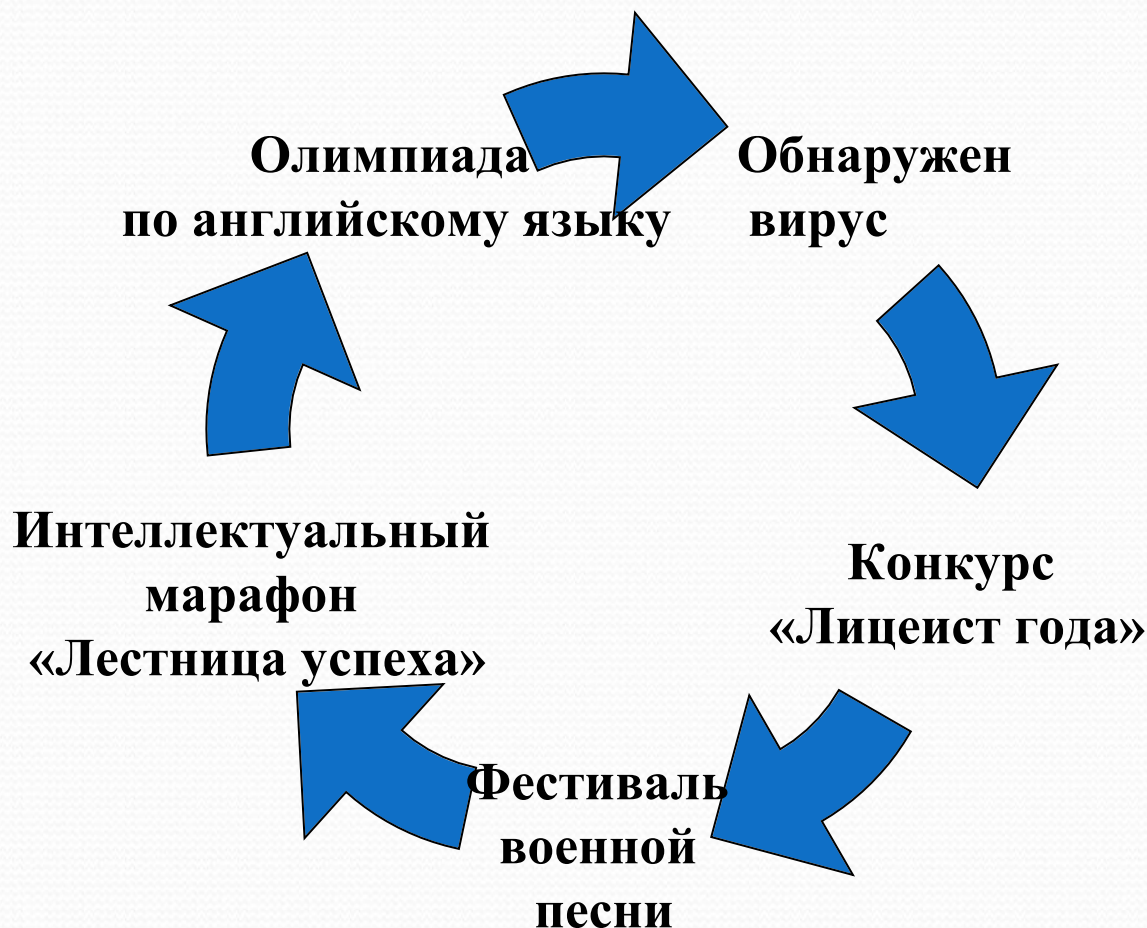 Олимпиада
по английскому языку
Обнаружен
вирус
Конкурс
«Лицеист года»
Фестиваль
военной
песни
Интеллектуальный
марафон
«Лестница успеха»